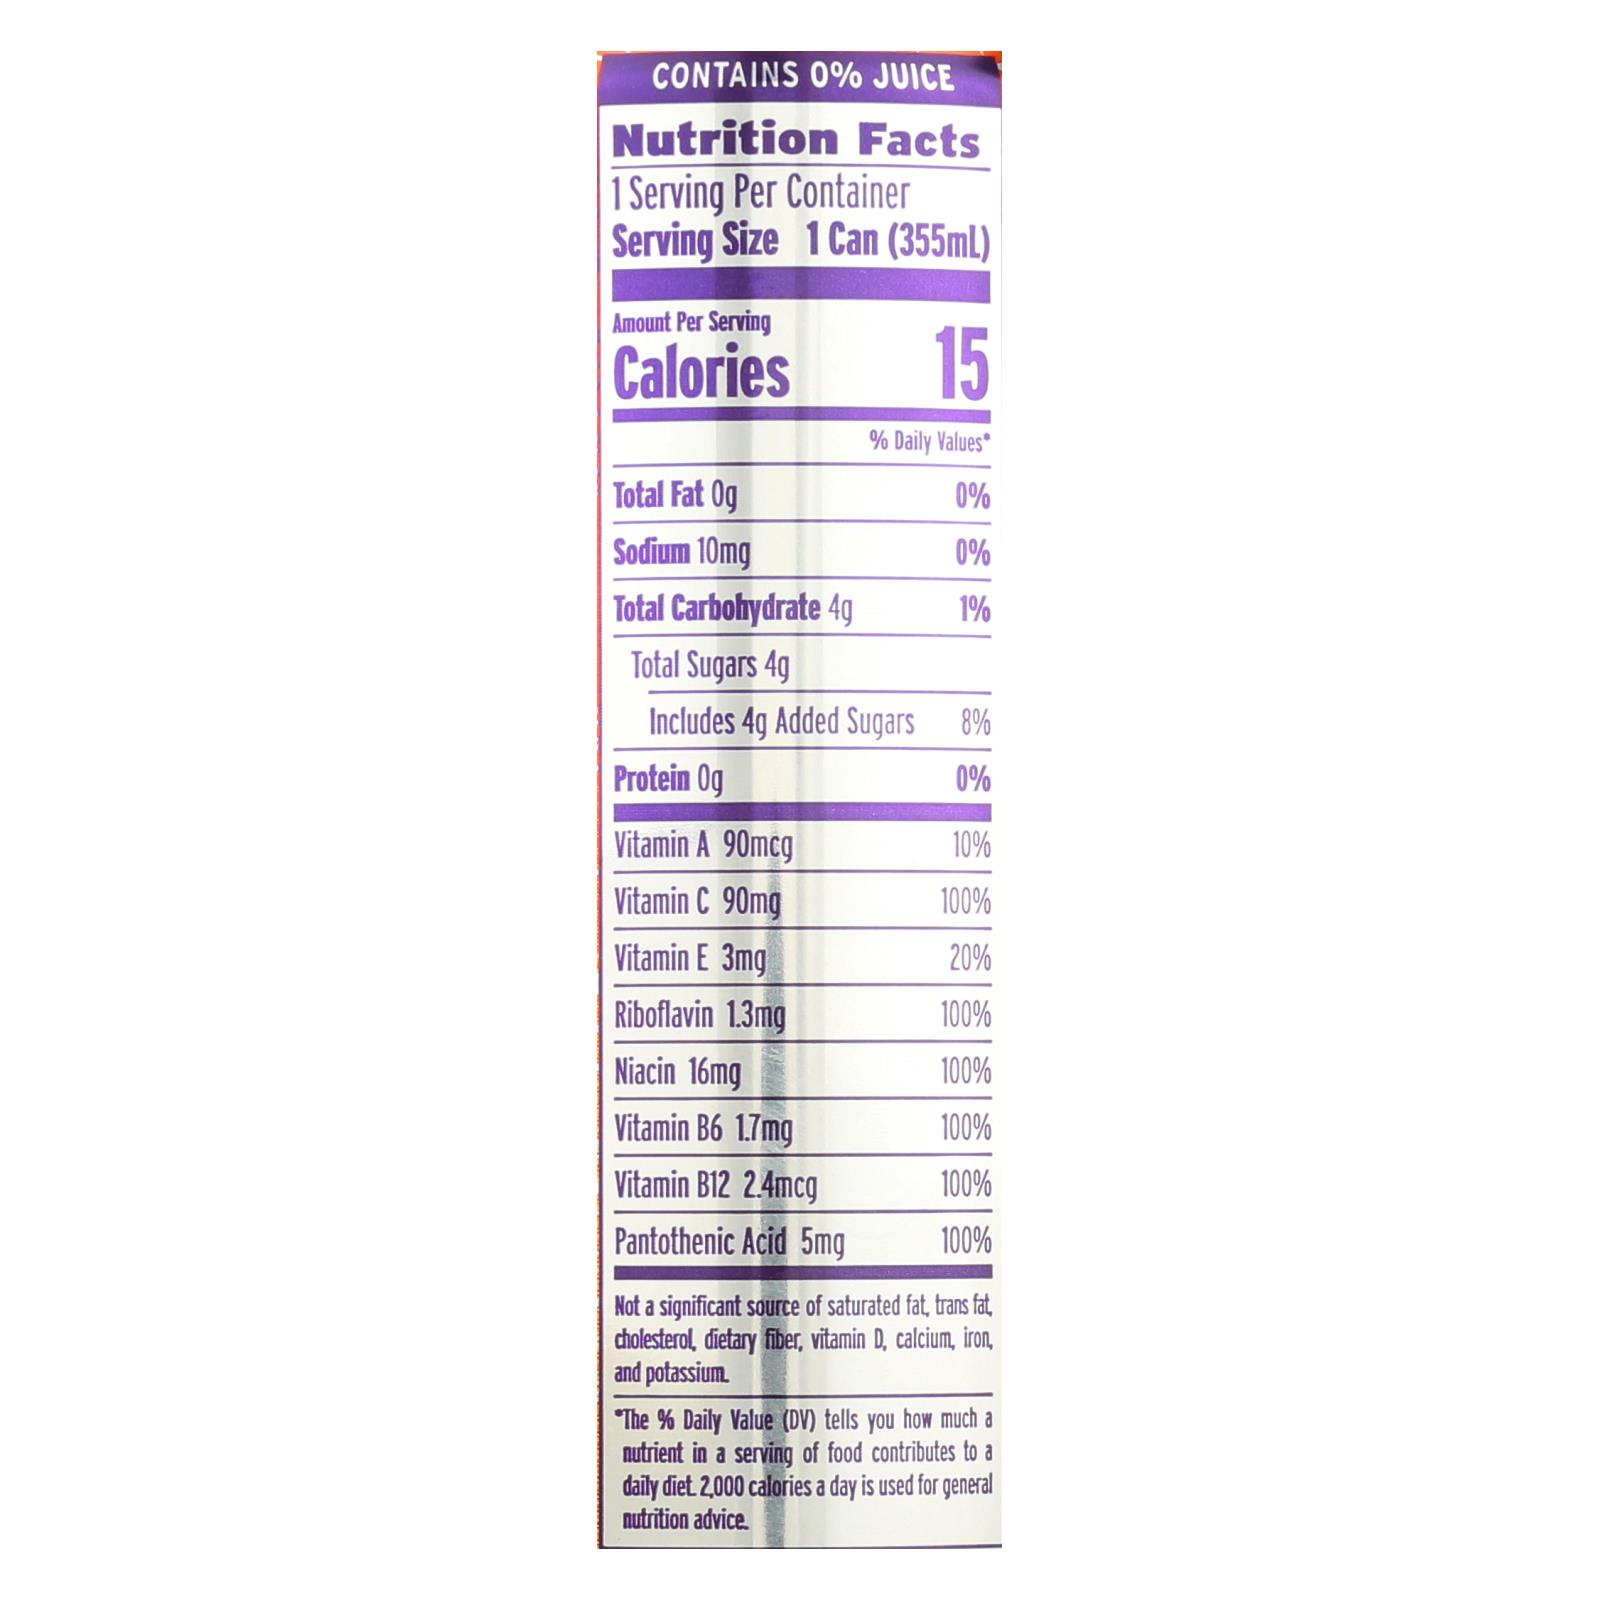 CONTAINS 0% JUICE
Nutrition Facts
1 Serving Per Container
Serving Size 1 Can (355mL)
Amount Per Serving
Calories 15
% Daily Values*
Total Fat 0g 0%
Sodium 10mg 0%
Total Carbohydrate 4g 1%
Total Sugars 4g
Includes 4g Added Sugars 8%
Protein 0g 0%
Vitamin A 90mcg 10%
Vitamin C 90mg 100%
Vitamin E 3mg 20%
Riboflavin 1.3mg 100%
Niacin 16mg 100%
Vitamin B6 1.7mg 100%
Vitamin B12 2.4mcg 100%
Pantothenic Acid 5mg 100%
Not a significant source of saturated fat, trans fat,
cholesterol, dietary fiber, vitamin D, calcium, iron,
and potassium.
*The % Daily Value (DV) tells you how much a
nutrient in a serving of food contributes to a
daily diet. 2,000 calories a day is used for general
nutrition advice.